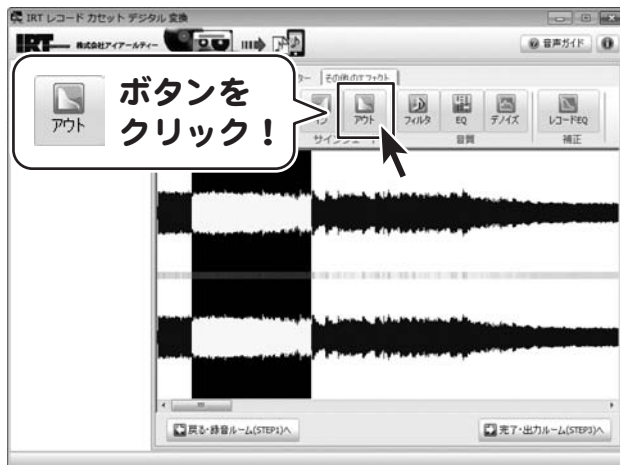 IRT レコード カセット デジタル 変換
IRT 株式会社アイアールティー
音声ガイド
その他のエフェクト
アウト
ボタンを
クリック！
アウト
フィルタ
EQ
デノイズ
レコードEQ
音質
補正
戻る・録音ルーム(STEP1)へ
完了・出力ルーム(STEP3)へ